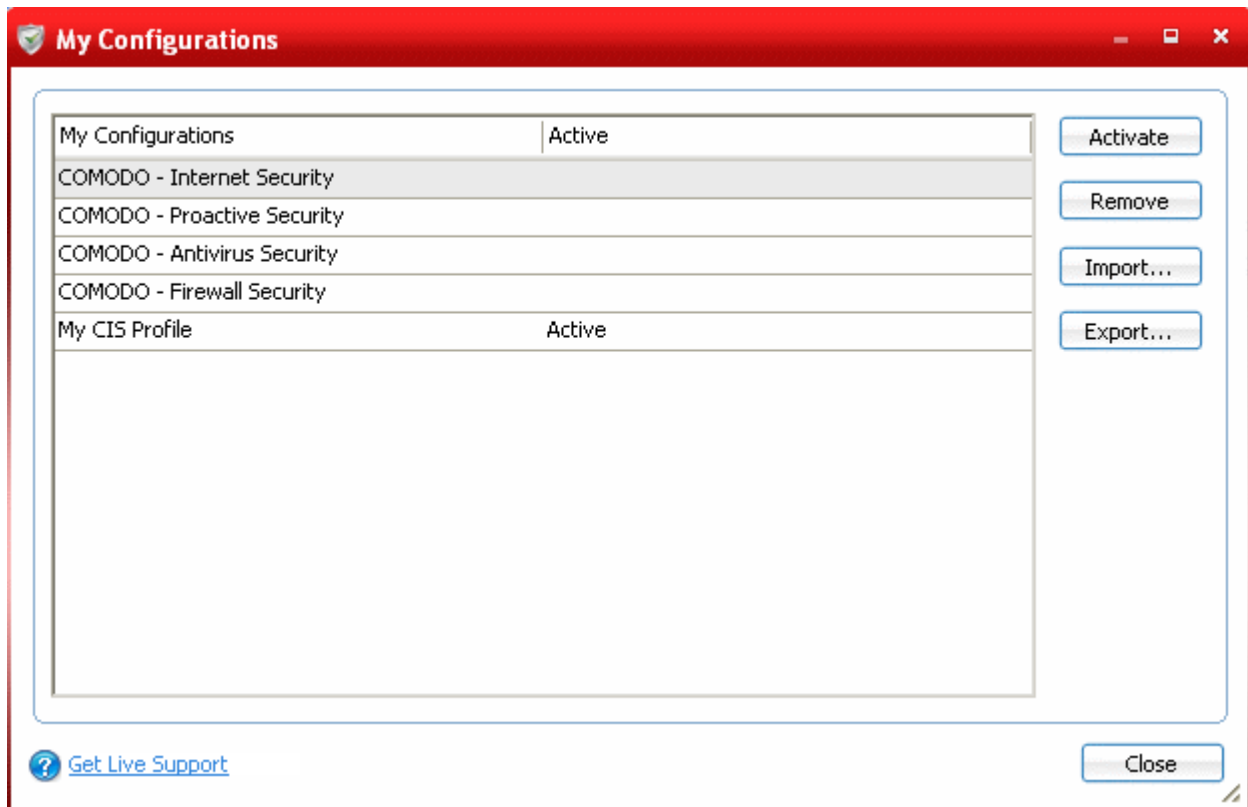 My Configurations
My Configurations Active
COMODO - Internet Security
COMODO - Proactive Security
COMODO - Antivirus Security
COMODO - Firewall Security
My CIS Profile Active
Activate
Remove
Import...
Export...
Get Live Support
Close